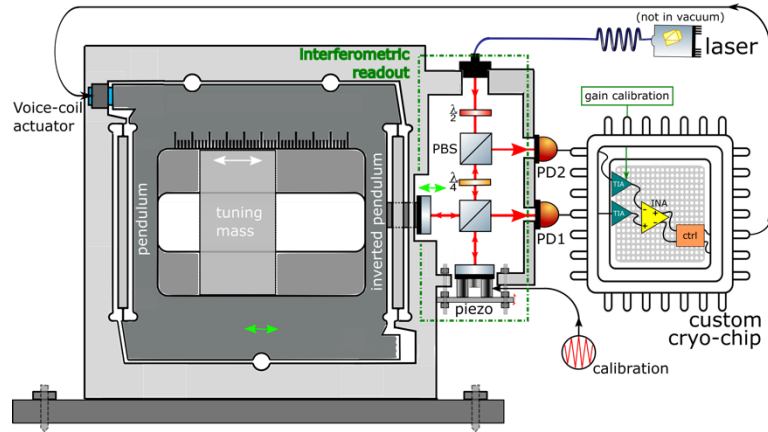 (not in vacuum)
laser
interferometric
readout
Voice-coil
actuator
gain calibration
λ
2
PBS
PD2
λ
4
TIA
INA
TIA
ctrl
PD1
pendulum
tuning
mass
inverted pendulum
piezo
custom
cryo-chip
calibration